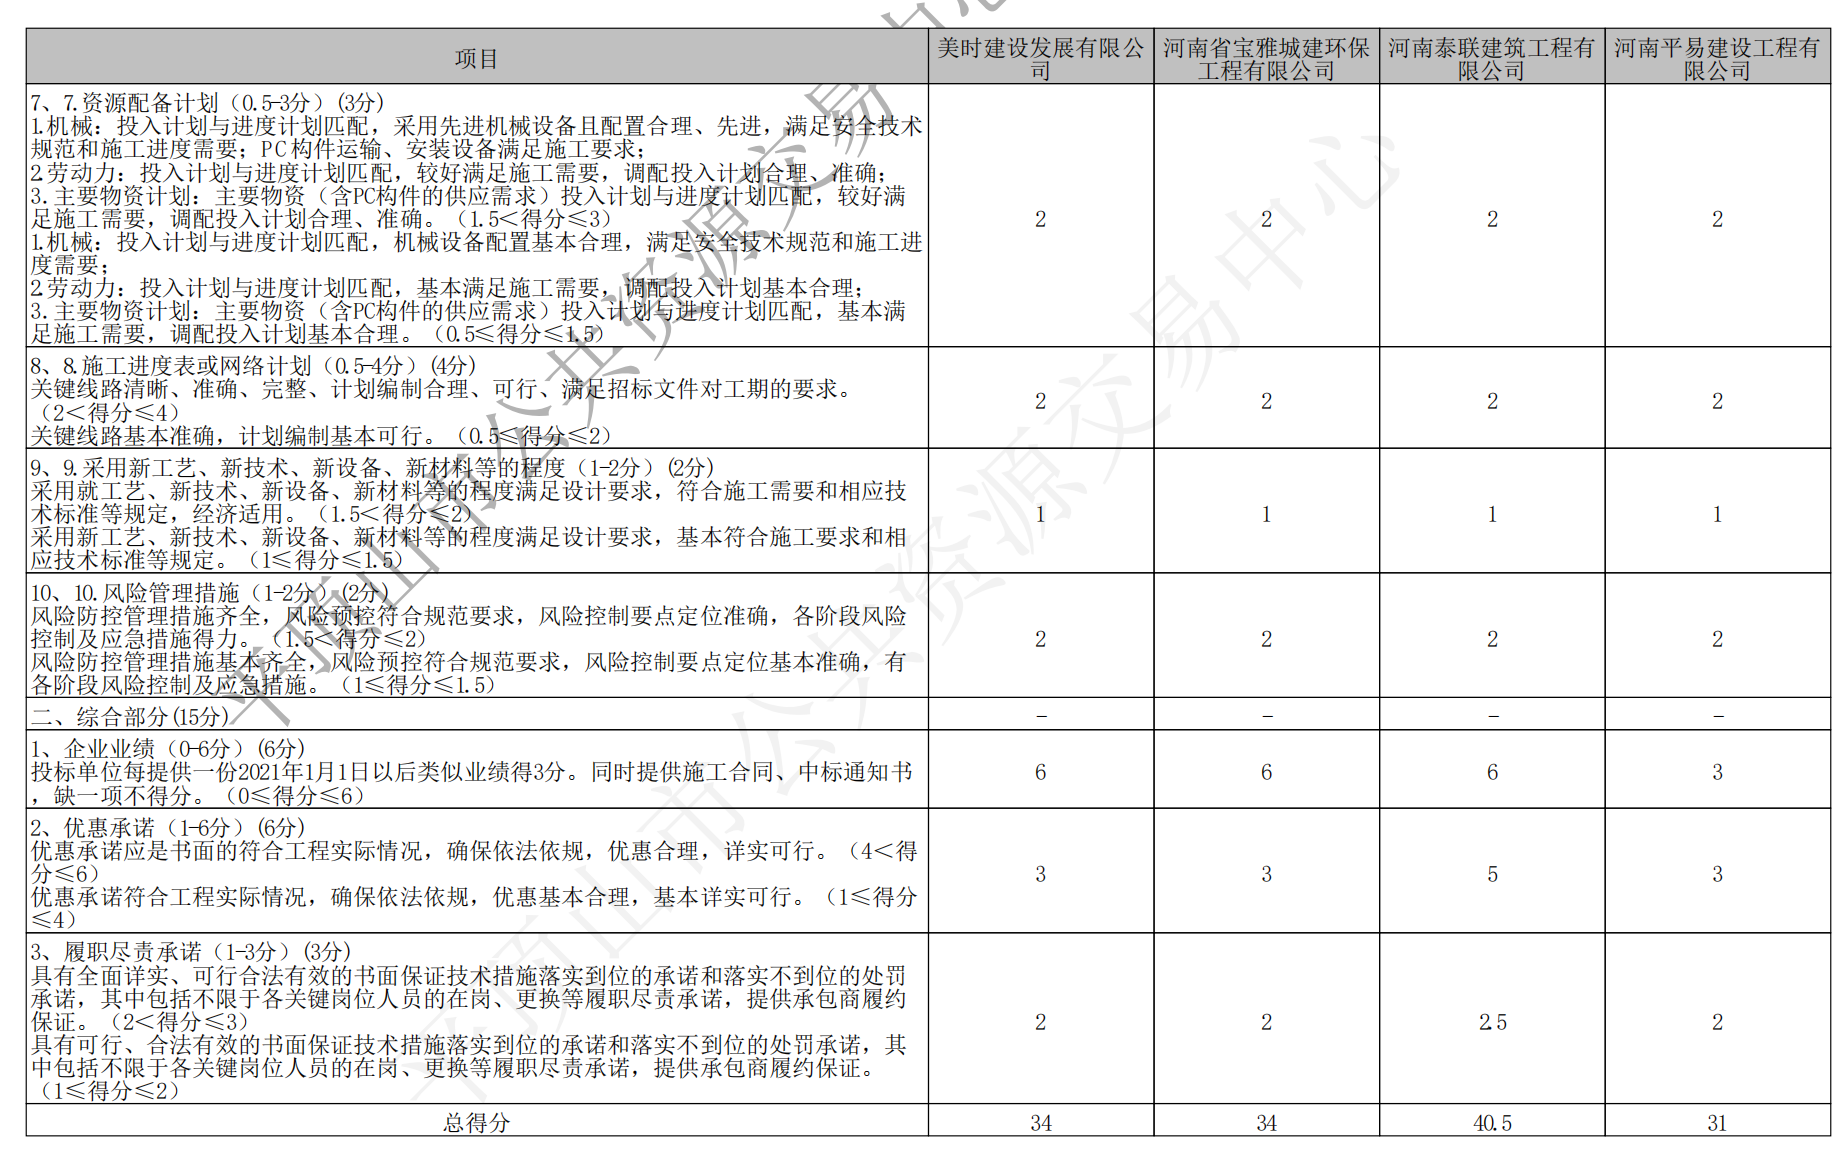 项目
美时建设发展有限公
司
河南省宝雅城建环保
工程有限公司
河南泰联建筑工程有
限公司
河南平易建设工程有
限公司
7、7.资源配备计划（0.5-3分）(3分)
1.机械：投入计划与进度计划匹配，采用先进机械设备且配置合理、先进，满足安全技术
规范和施工进度需要；PC构件运输、安装设备满足施工要求；
2.劳动力：投入计划与进度计划匹配，较好满足施工需要，调配投入计划合理、准确；
3.主要物资计划：主要物资（含PC构件的供应需求）投入计划与进度计划匹配，较好满
足施工需要，调配投入计划合理、准确。（1.5＜得分≤3）
1.机械：投入计划与进度计划匹配，机械设备配置基本合理，满足安全技术规范和施工进
度需要；
2.劳动力：投入计划与进度计划匹配，基本满足施工需要，调配投入计划基本合理；
3.主要物资计划：主要物资（含PC构件的供应需求）投入计划与进度计划匹配，基本满
足施工需要，调配投入计划基本合理。（0.5≤得分≤1.5）
2
2
2
2
8、8.施工进度表或网络计划（0.5-4分）(4分)
关键线路清晰、准确、完整、计划编制合理、可行、满足招标文件对工期的要求。
（2＜得分≤4）
关键线路基本准确，计划编制基本可行。（0.5≤得分≤2）
2
2
2
2
9、9.采用新工艺、新技术、新设备、新材料等的程度（1-2分）(2分)
采用就工艺、新技术、新设备、新材料等的程度满足设计要求，符合施工需要和相应技
术标准等规定，经济适用。（1.5＜得分≤2）
采用新工艺、新技术、新设备、新材料等的程度满足设计要求，基本符合施工要求和相
应技术标准等规定。（1≤得分≤1.5）
1
1
1
1
10、10.风险管理措施（1-2分）(2分)
风险防控管理措施齐全，风险预控符合规范要求，风险控制要点定位准确，各阶段风险
控制及应急措施得力。（1.5＜得分≤2）
风险防控管理措施基本齐全，风险预控符合规范要求，风险控制要点定位基本准确，有
各阶段风险控制及应急措施。（1≤得分≤1.5）
2
2
2
2
二、综合部分(15分)
-
-
-
-
1、企业业绩（0-6分）(6分)
投标单位每提供一份2021年1月1日以后类似业绩得3分。同时提供施工合同、中标通知书
，缺一项不得分。（0≤得分≤6）
6
6
6
3
2、优惠承诺（1-6分）(6分)
优惠承诺应是书面的符合工程实际情况，确保依法依规，优惠合理，详实可行。（4＜得
分≤6）
优惠承诺符合工程实际情况，确保依法依规，优惠基本合理，基本详实可行。（1≤得分
≤4）
3
3
5
3
3、履职尽责承诺（1-3分）(3分)
具有全面详实、可行合法有效的书面保证技术措施落实到位的承诺和落实不到位的处罚
承诺，其中包括不限于各关键岗位人员的在岗、更换等履职尽责承诺，提供承包商履约
保证。（2＜得分≤3）
具有可行、合法有效的书面保证技术措施落实到位的承诺和落实不到位的处罚承诺，其
中包括不限于各关键岗位人员的在岗、更换等履职尽责承诺，提供承包商履约保证。
（1≤得分≤2）
2
2
2.5
2
总得分
34
34
40.5
31
平顶山市公共资源交易中心
平顶山市公共资源交易中心